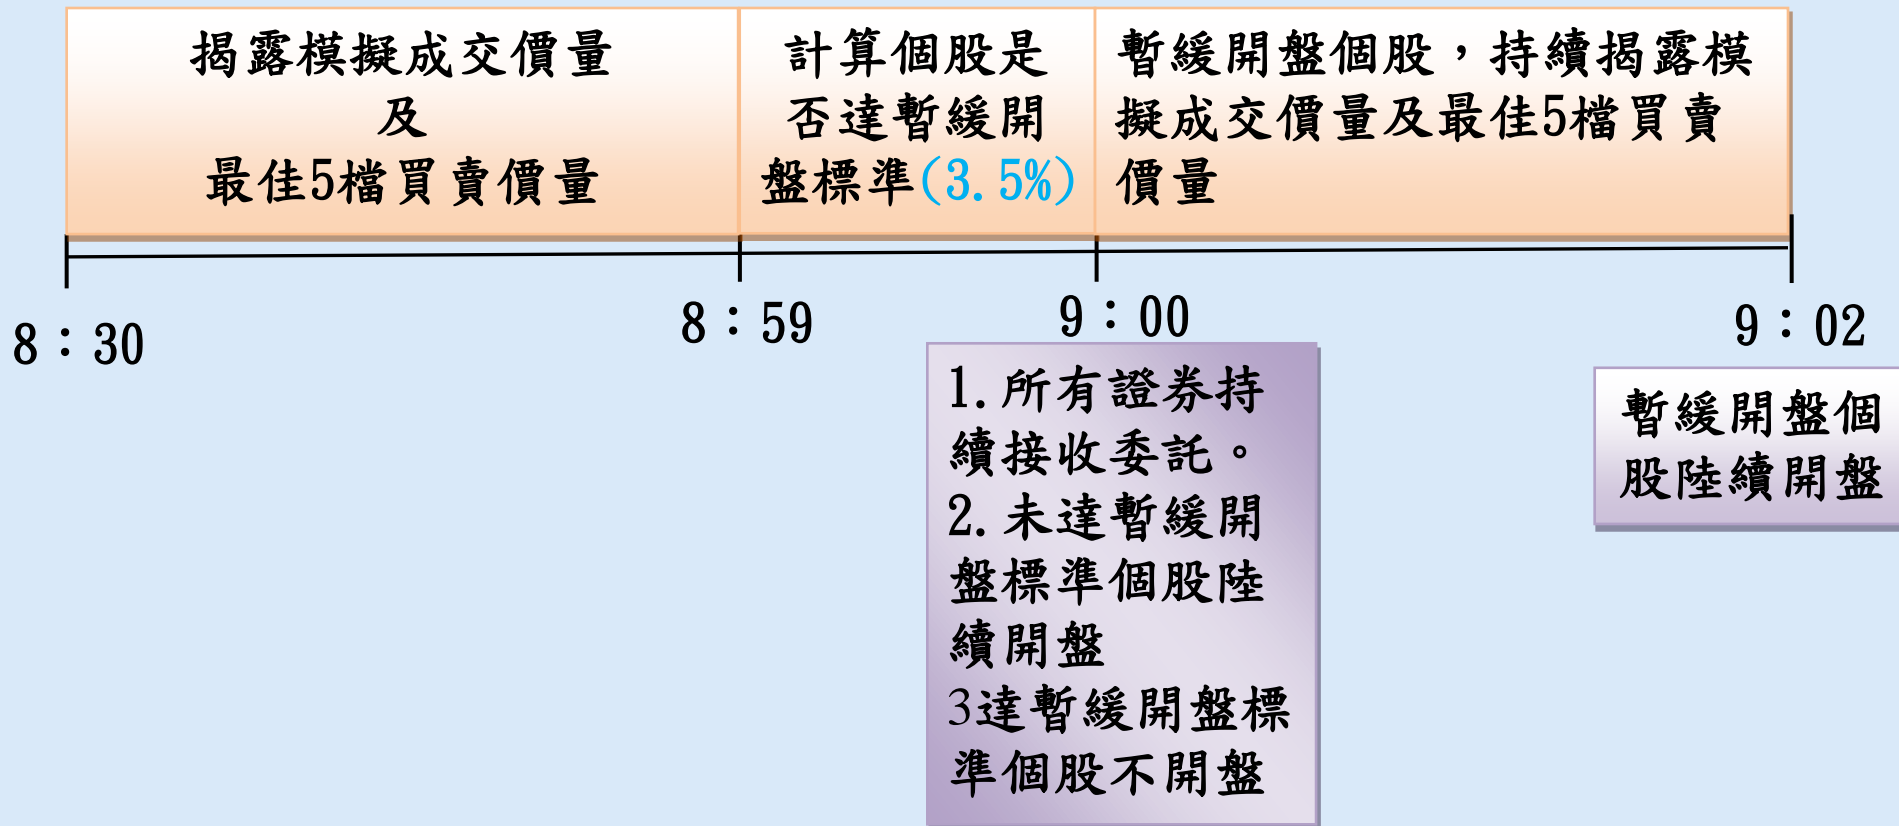 揭露模擬成交價量
及
最佳5檔買賣價量
計算個股是
否達暫緩開
盤標準(3.5%)
暫緩開盤個股，持續揭露模
擬成交價量及最佳5檔買賣
價量
8：30
8：59
9：00
9：02
1.所有證券持
續接收委託。
2.未達暫緩開
盤標準個股陸
續開盤
3達暫緩開盤標
準個股不開盤
暫緩開盤個
股陸續開盤